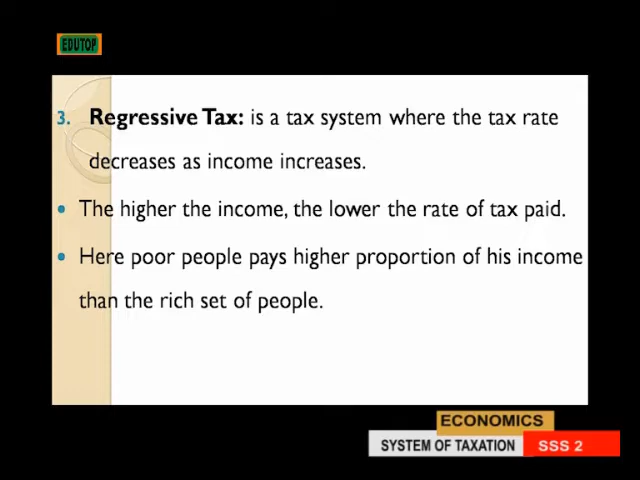 EDUTOP
3. Regressive Tax: is a tax system where the tax rate
decreases as income increases.
• The higher the income, the lower the rate of tax paid.
• Here poor people pays higher proportion of his income
than the rich set of people.
ECONOMICS
SYSTEM OF TAXATION SSS 2